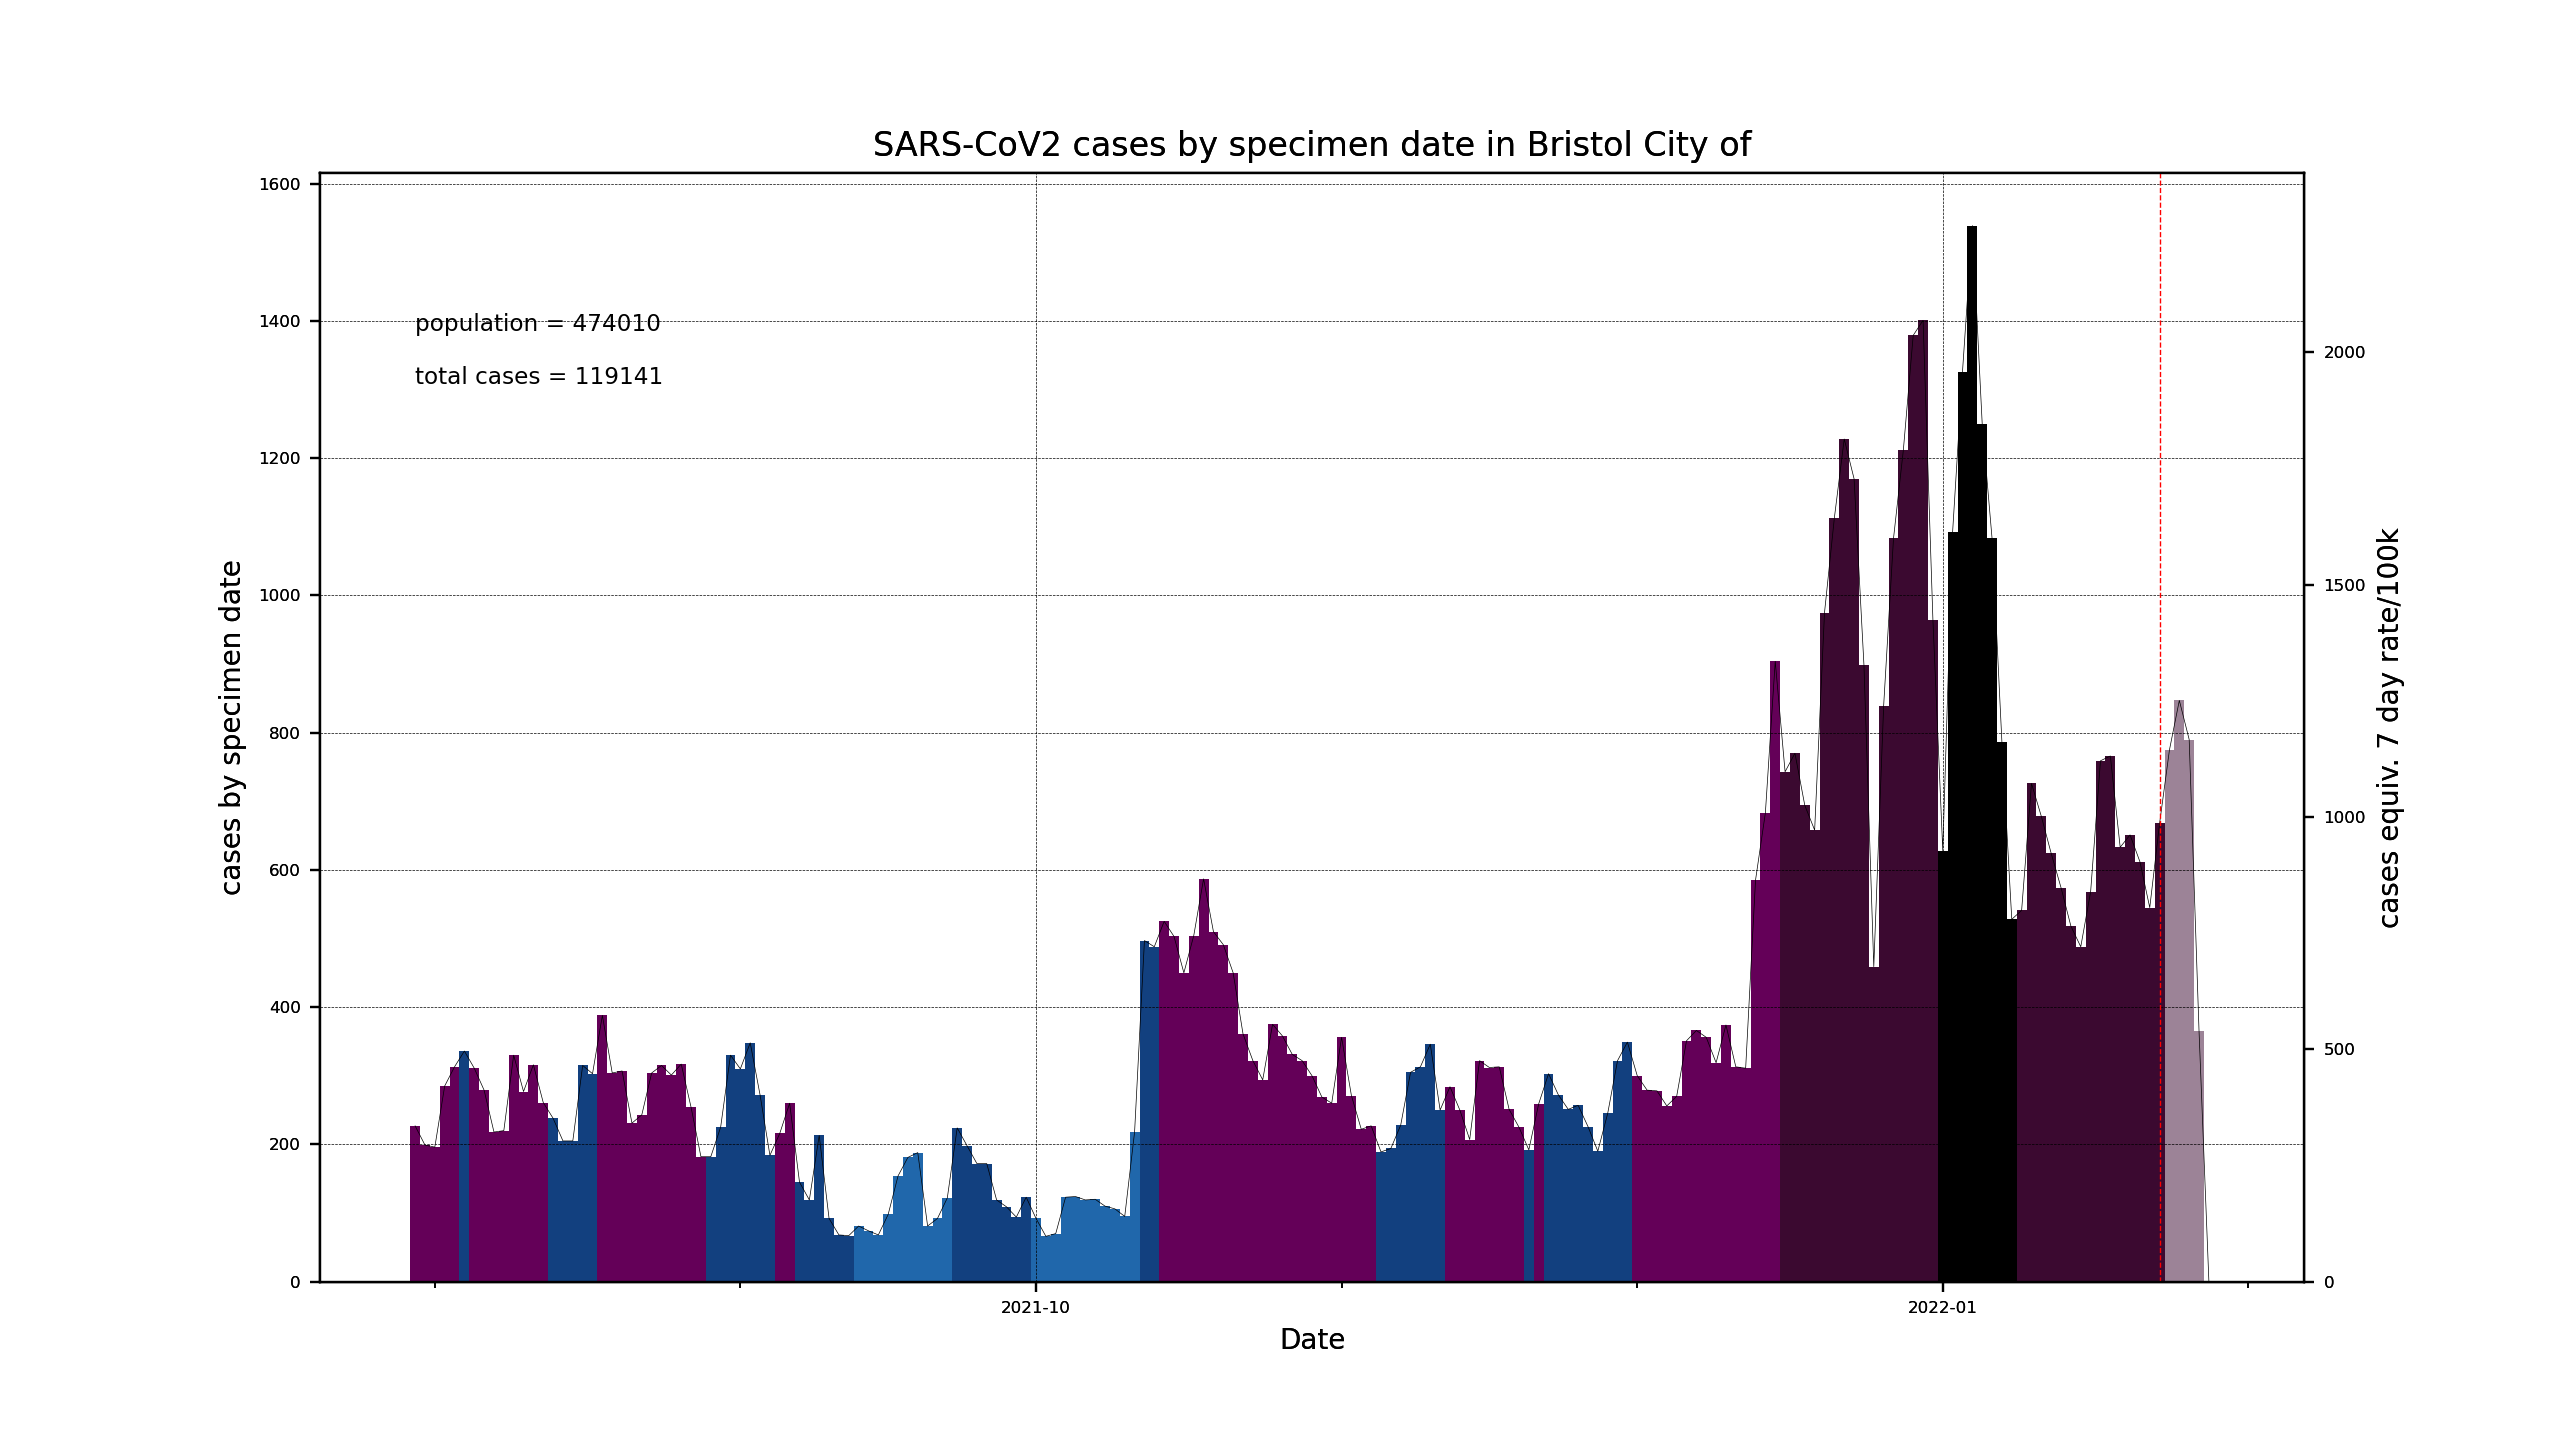 SARS-CoV2 cases by specimen date in Bristol City of
1600
1400
1200
1000
800
600
400
200
0
cases by specimen date
population = 474010
total cases = 119141
2000
1500
1000
500
0
cases equiv. 7 day rate/100k
2021-10
2022-01
Date